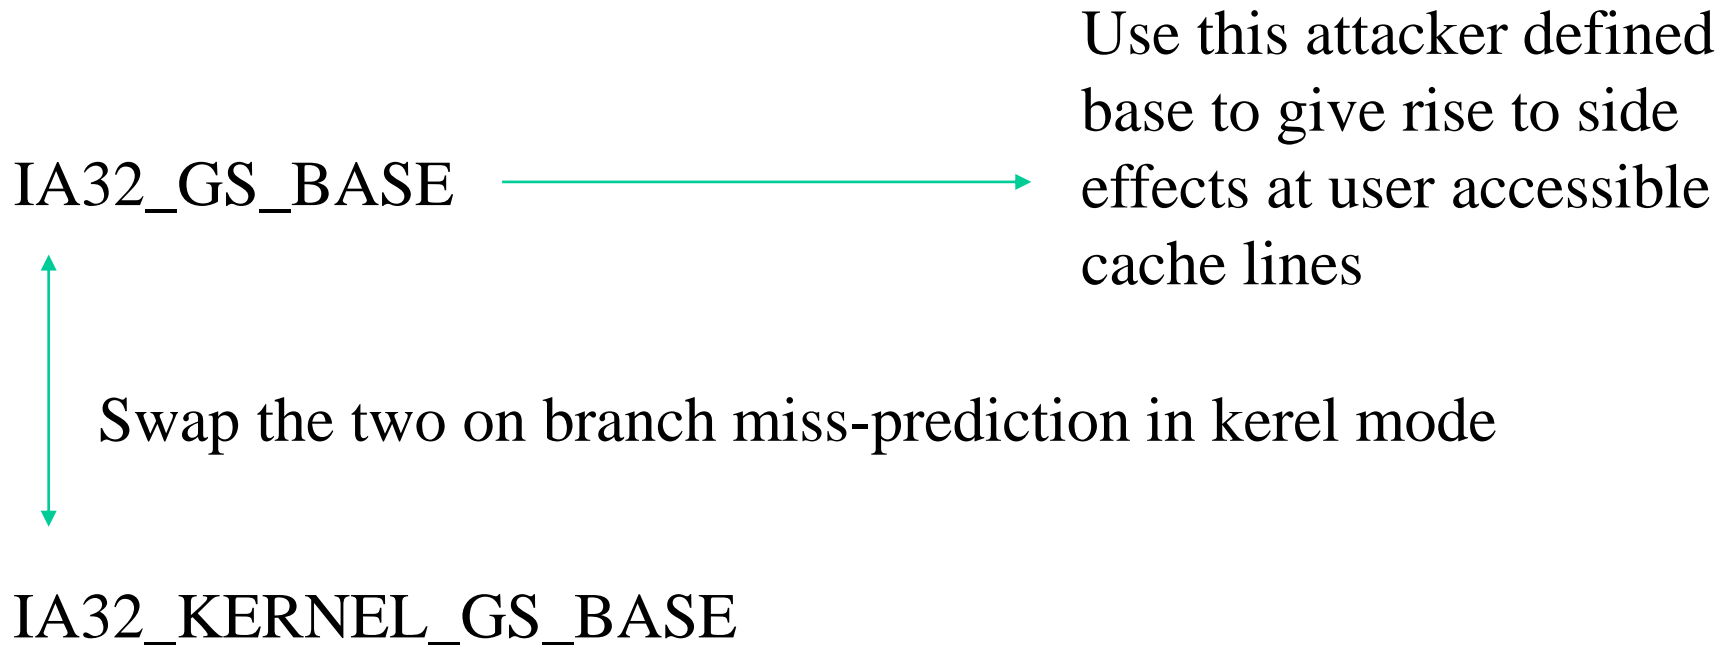 Use this attacker defined
base to give rise to side
effects at user accessible
cache lines
IA32_GS_BASE
Swap the two on branch miss-prediction in kerel mode
IA32_KERNEL_GS_BASE